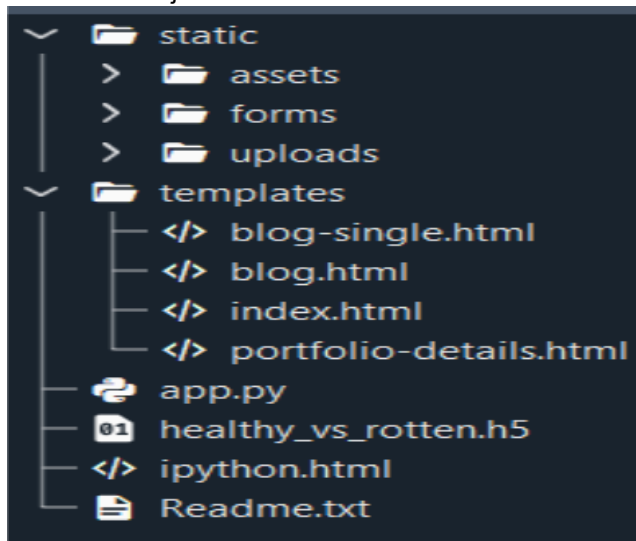 static
assets
forms
uploads
templates
</> blog-single.html
</> blog.html
</> index.html
</> portfolio-details.html
app.py
01 healthy_vs_rotten.h5
</> ipython.html
Readme.txt